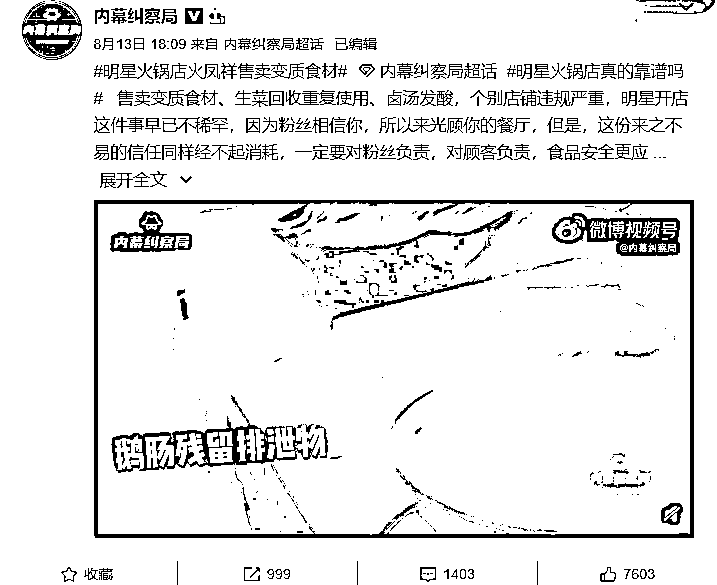 内幕纠察局
8月13日 18:09 来自 内幕纠察局超话 已编辑
#明星火锅店火凤祥售卖变质食材# 内幕纠察局超话 #明星火锅店真的靠谱吗
# 售卖变质食材、生菜回收重复使用、卤汤发酸，个别店铺违规严重，明星开店
这件事早已不稀罕，因为粉丝相信你，所以来光顾你的餐厅，但是，这份来之不
易的信任同样经不起消耗，一定要对粉丝负责，对顾客负责，食品安全更应 ...
展开全文
内幕纠察局
微博视频号
@内幕纠察局
鹅肠残留排泄物
收藏
999
1403
7603